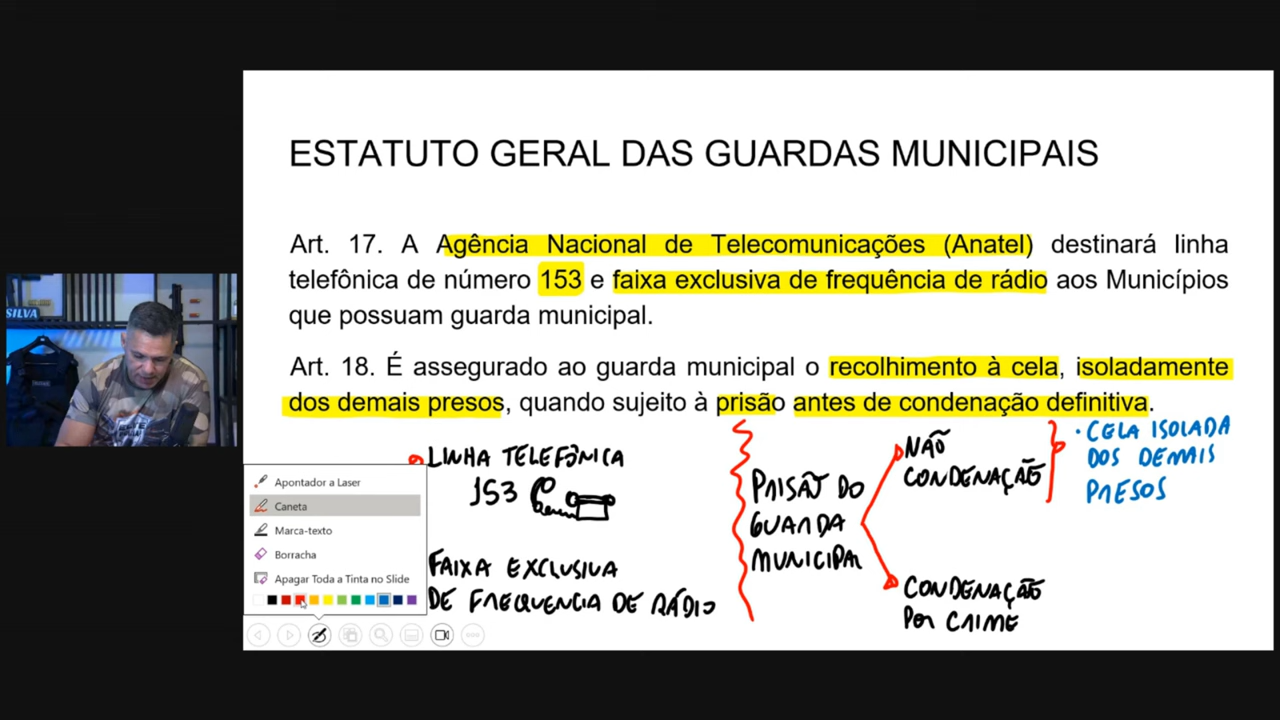 ESTATUTO GERAL DAS GUARDAS MUNICIPAIS
Art. 17. A Agência Nacional de Telecomunicações (Anatel) destinará linha
telefônica de número 153 e faixa exclusiva de frequência de rádio aos Municípios
que possuam guarda municipal.
Art. 18. É assegurado ao guarda municipal o recolhimento à cela, isoladamente
dos demais presos, quando sujeito à prisão antes de condenação definitiva.
SILVA
LINHA TELEFÔNICA
153
FAIXA EXCLUSIVA
DE FREQUENCIA DE RÁDIO
PRISÃO DO
GUARDA
MUNICIPAL
NÃO
CONDENAÇÃO
• CELA ISOLADA
DOS DEMAIS
PRESOS
CONDENAÇÃO
POR CRIME
Apontador a Laser
Caneta
Marca-texto
Borracha
Apagar Toda a Tinta no Slide